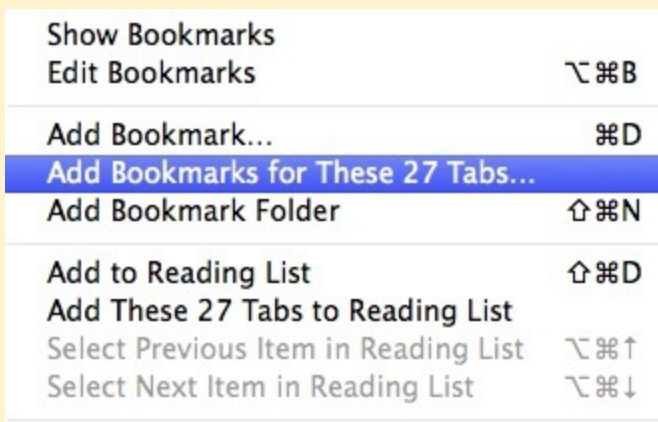 Show Bookmarks
Edit Bookmarks ⌥⌘B
Add Bookmark... ⌘D
Add Bookmarks for These 27 Tabs...
Add Bookmark Folder ⇧⌘N
Add to Reading List ⇧⌘D
Add These 27 Tabs to Reading List
Select Previous Item in Reading List ⌥⌘↑
Select Next Item in Reading List ⌥⌘↓